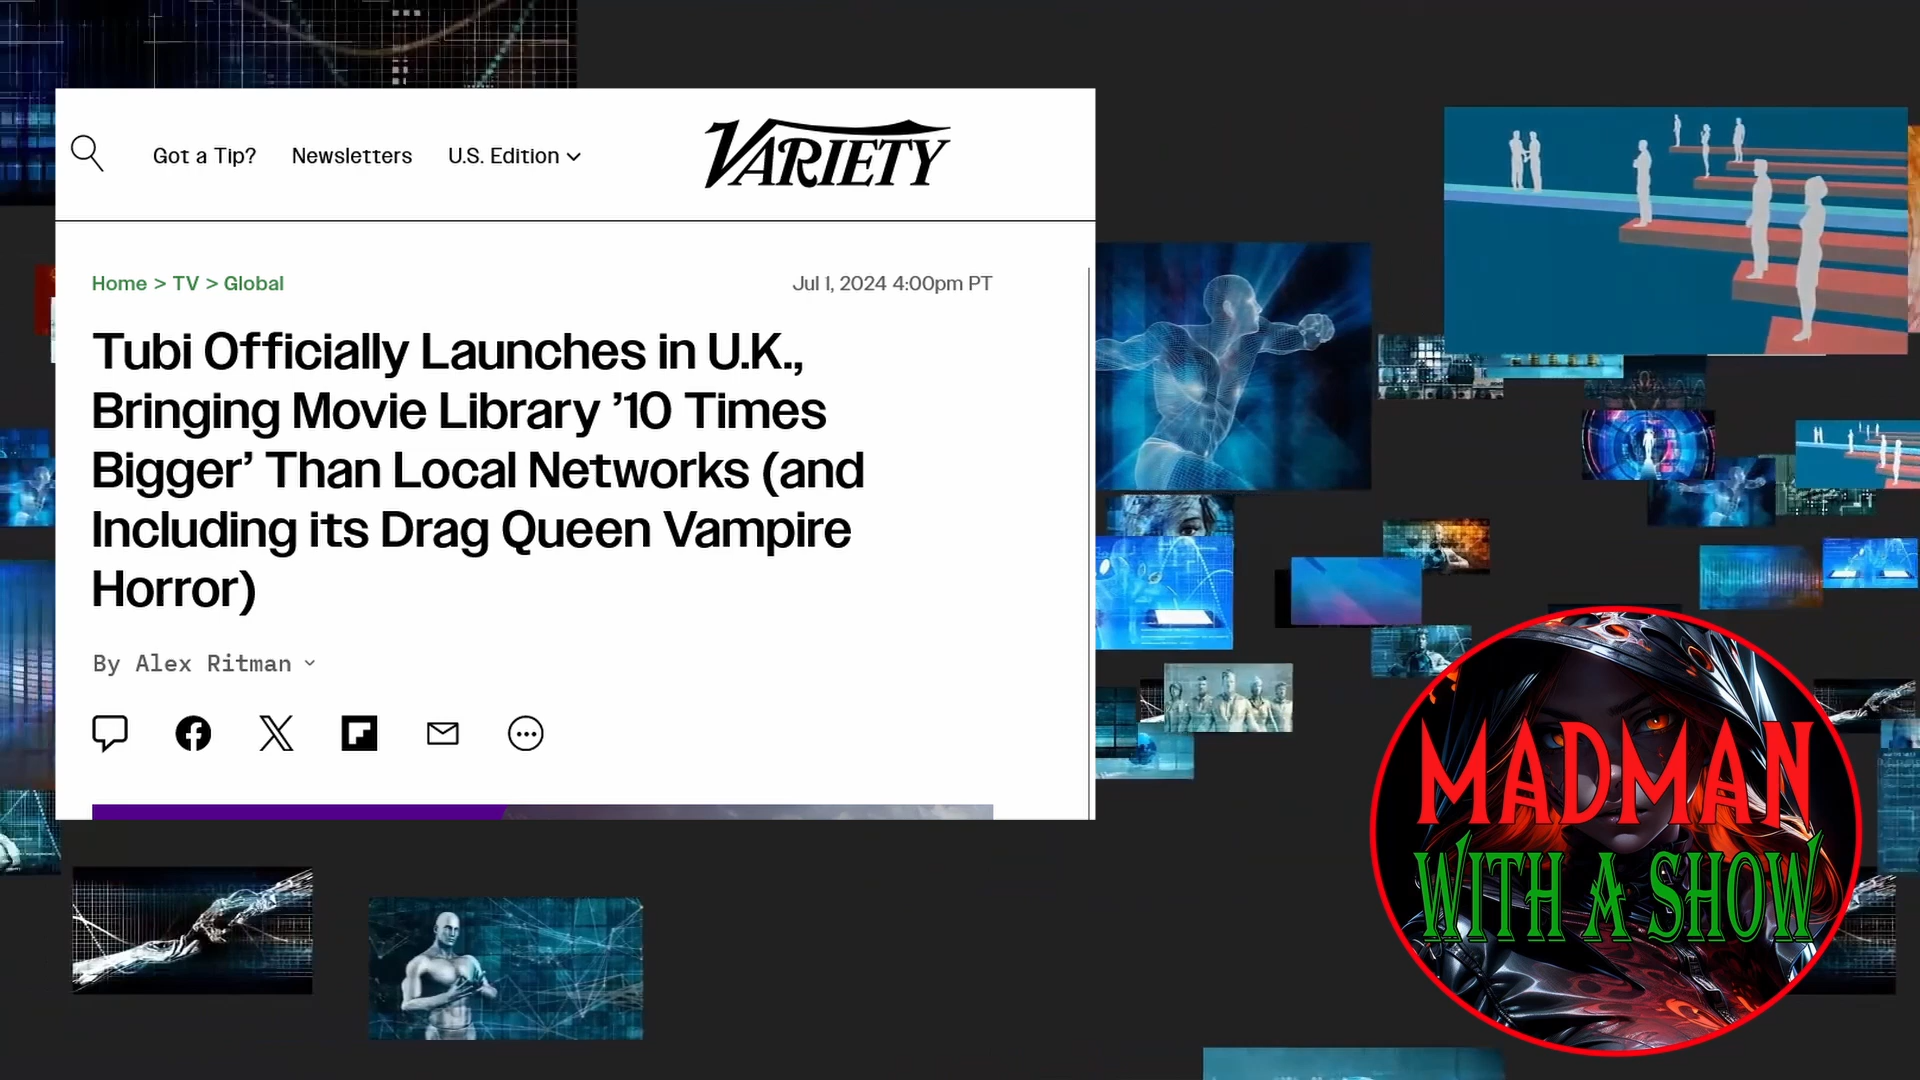 Got a Tip?
Newsletters
U.S. Edition
VARIETY
Home > TV > Global
Jul 1, 2024 4:00pm PT
Tubi Officially Launches in U.K.,
Bringing Movie Library ’10 Times
Bigger’ Than Local Networks (and
Including its Drag Queen Vampire
Horror)
By Alex Ritman
MADMAN
WITH A SHOW